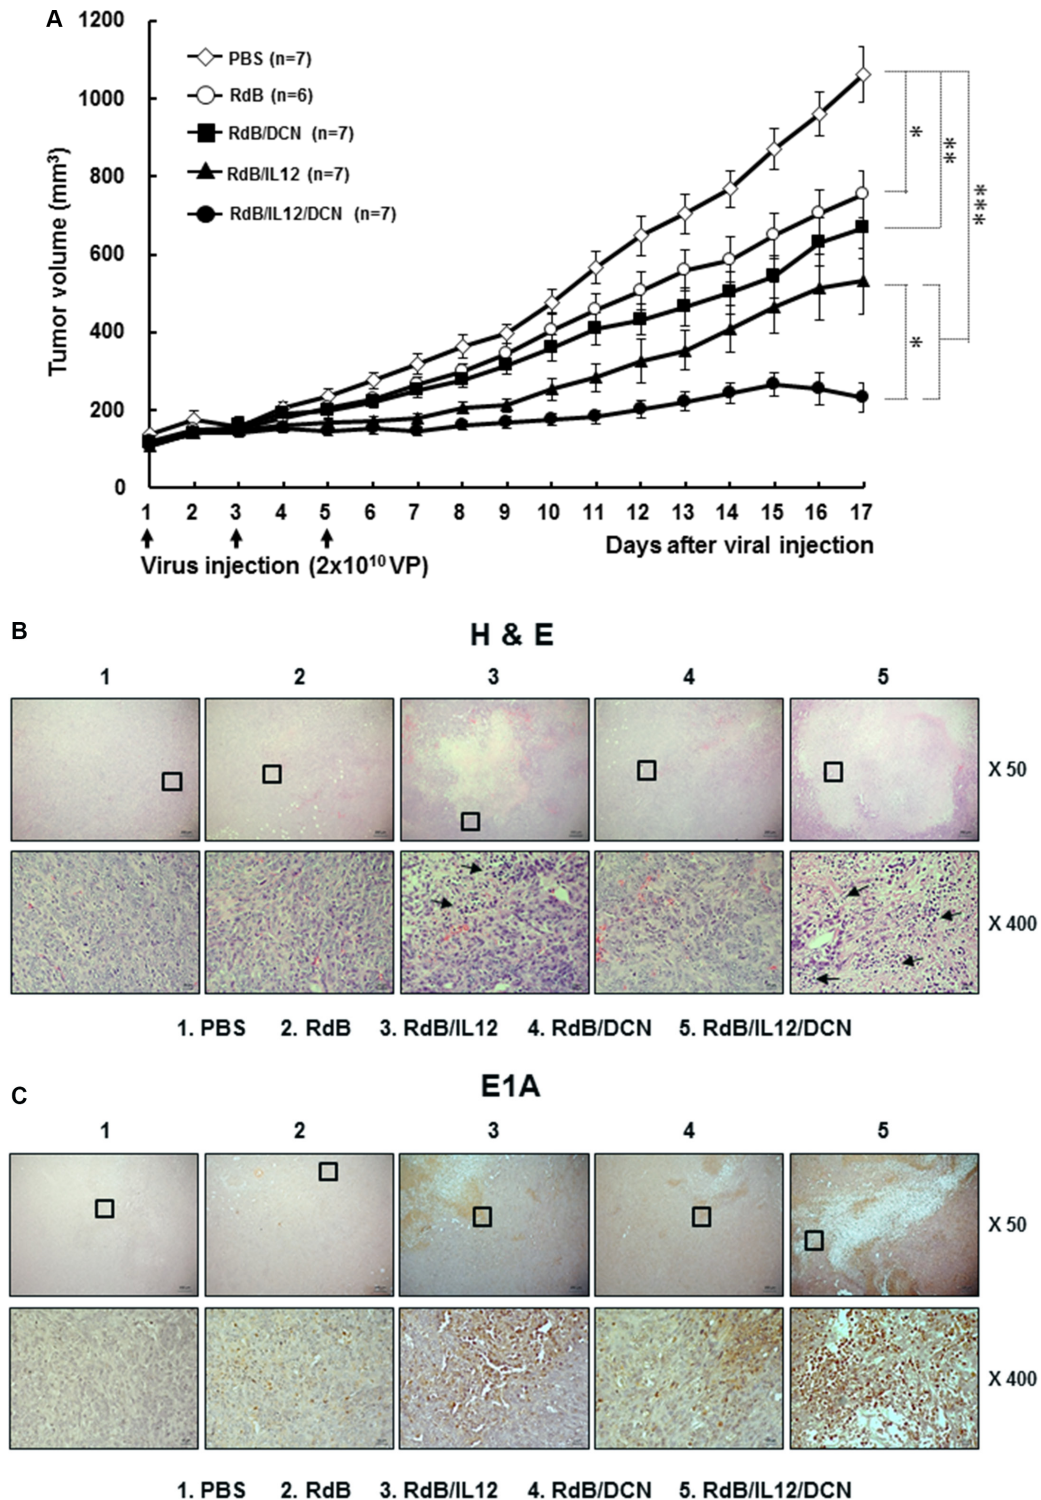 A
1200
1000
800
600
400
200
0
Tumor volume (mm³)
PBS (n=7)
RdB (n=6)
RdB/DCN (n=7)
RdB/IL12 (n=7)
RdB/IL12/DCN (n=7)
*
**
***
*
1 2 3 4 5 6 7 8 9 10 11 12 13 14 15 16 17
Days after viral injection
Virus injection (2x10¹⁰ VP)
B
H & E
1 2 3 4 5
X 50
X 400
1. PBS 2. RdB 3. RdB/IL12 4. RdB/DCN 5. RdB/IL12/DCN
C
E1A
1 2 3 4 5
X 50
X 400
1. PBS 2. RdB 3. RdB/IL12 4. RdB/DCN 5. RdB/IL12/DCN